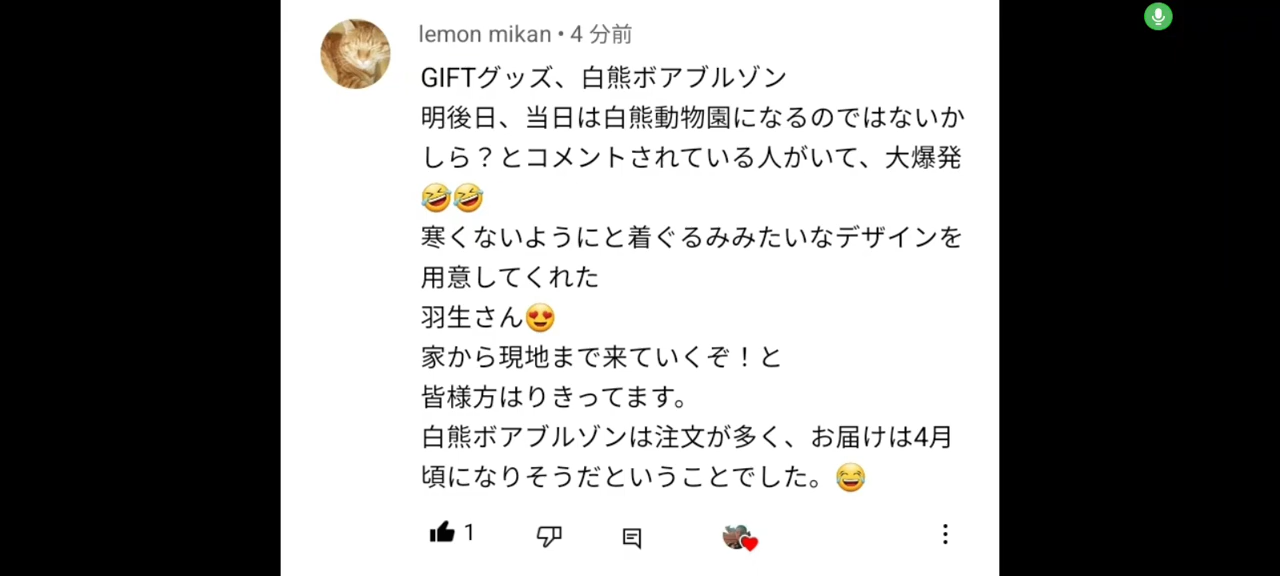 lemon mikan • 4 分前
GIFTグッズ、白熊ボアブルゾン
明後日、当日は白熊動物園になるのではないか
しら？とコメントされている人がいて、大爆発
🤣🤣
寒くないようにと着ぐるみみたいなデザインを
用意してくれた
羽生さん😍
家から現地まで来ていくぞ！と
皆様方はりきってます。
白熊ボアブルゾンは注文が多く、お届けは4月
頃になりそうだということでした。😂
1